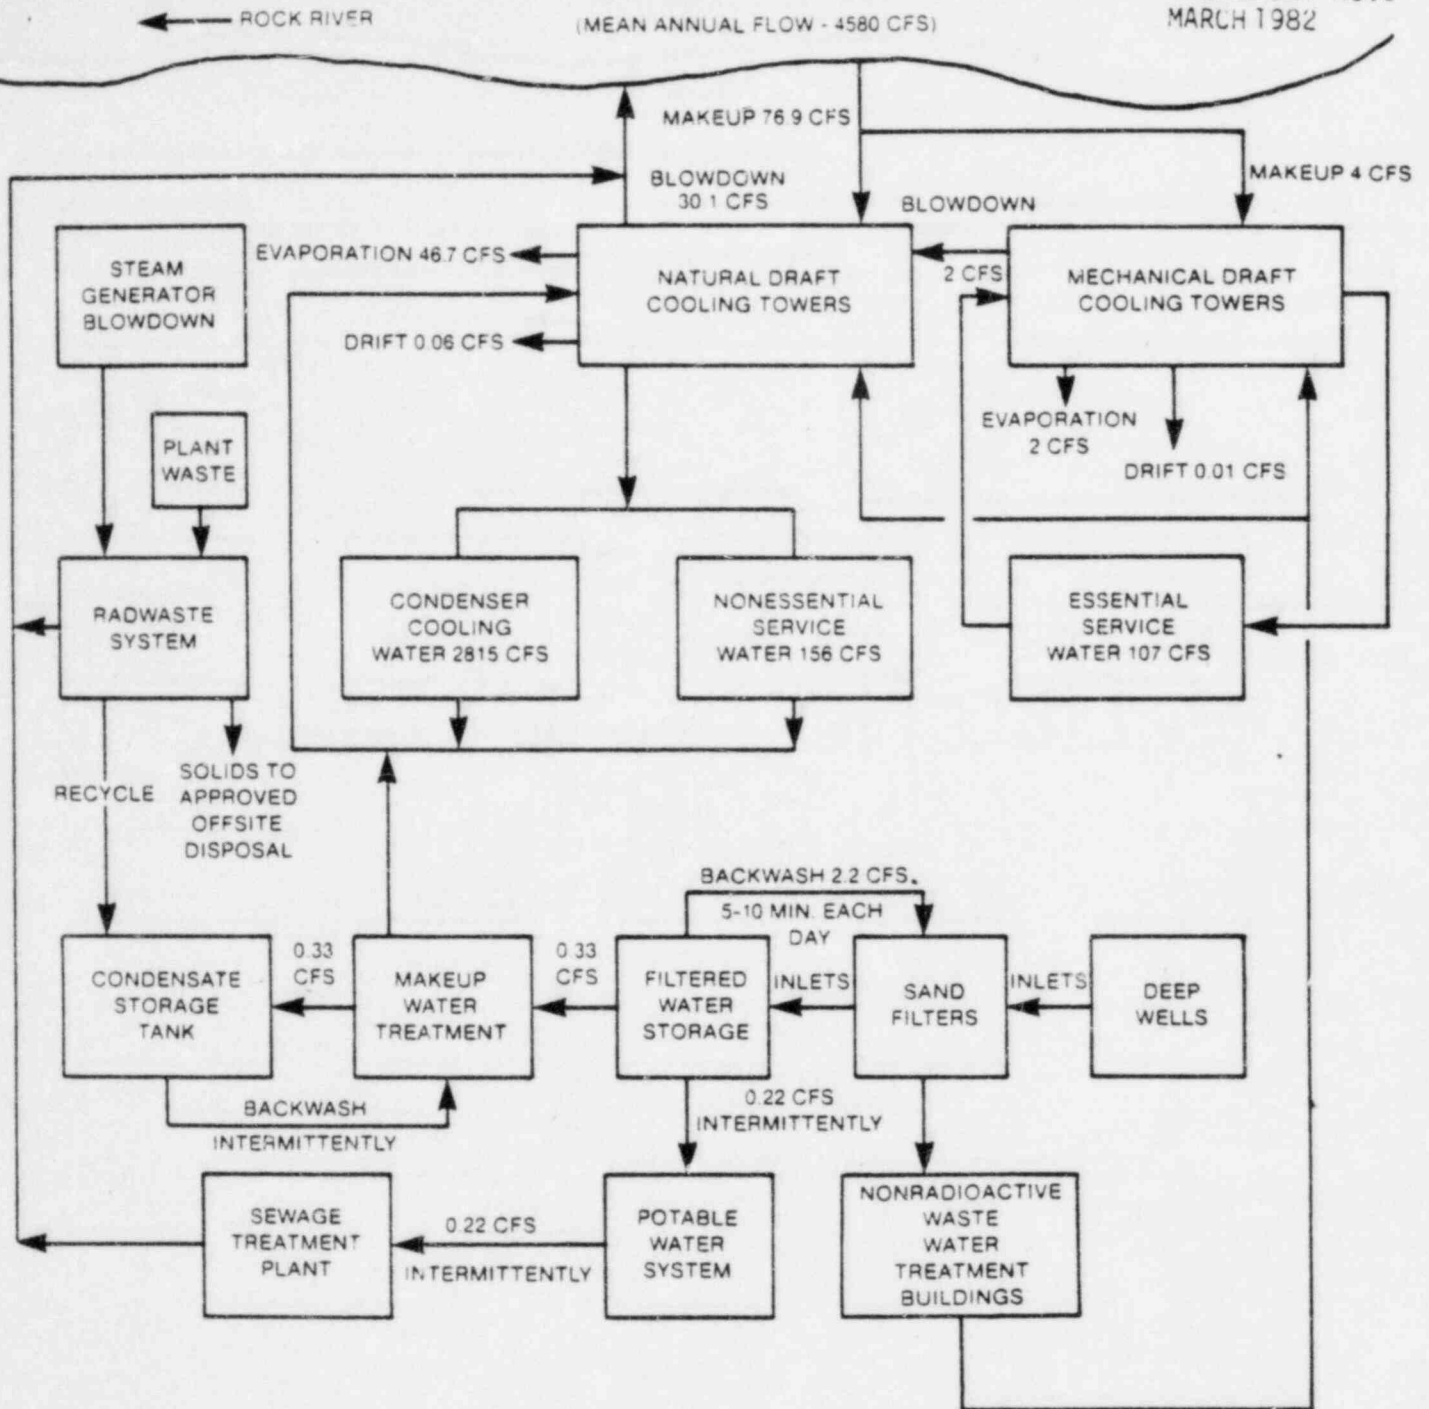 ROCK RIVER
(MEAN ANNUAL FLOW - 4580 CFS)
MARCH 1982
MAKEUP 76.9 CFS
BLOWDOWN
30.1 CFS
MAKEUP 4 CFS
BLOWDOWN
2 CFS
EVAPORATION 46.7 CFS
DRIFT 0.06 CFS
STEAM
GENERATOR
BLOWDOWN
NATURAL DRAFT
COOLING TOWERS
MECHANICAL DRAFT
COOLING TOWERS
EVAPORATION
2 CFS
DRIFT 0.01 CFS
PLANT
WASTE
RADWASTE
SYSTEM
CONDENSER
COOLING
WATER 2815 CFS
NONESSENTIAL
SERVICE
WATER 156 CFS
ESSENTIAL
SERVICE
WATER 107 CFS
RECYCLE
SOLIDS TO
APPROVED
OFFSITE
DISPOSAL
BACKWASH 2.2 CFS.
5-10 MIN. EACH
DAY
CONDENSATE
STORAGE
TANK
0.33
CFS
MAKEUP
WATER
TREATMENT
0.33
CFS
FILTERED
WATER
STORAGE
INLETS
SAND
FILTERS
INLETS
DEEP
WELLS
BACKWASH
INTERMITTENTLY
0.22 CFS
INTERMITTENTLY
SEWAGE
TREATMENT
PLANT
0.22 CFS
INTERMITTENTLY
POTABLE
WATER
SYSTEM
NONRADIOACTIVE
WASTE
WATER
TREATMENT
BUILDINGS